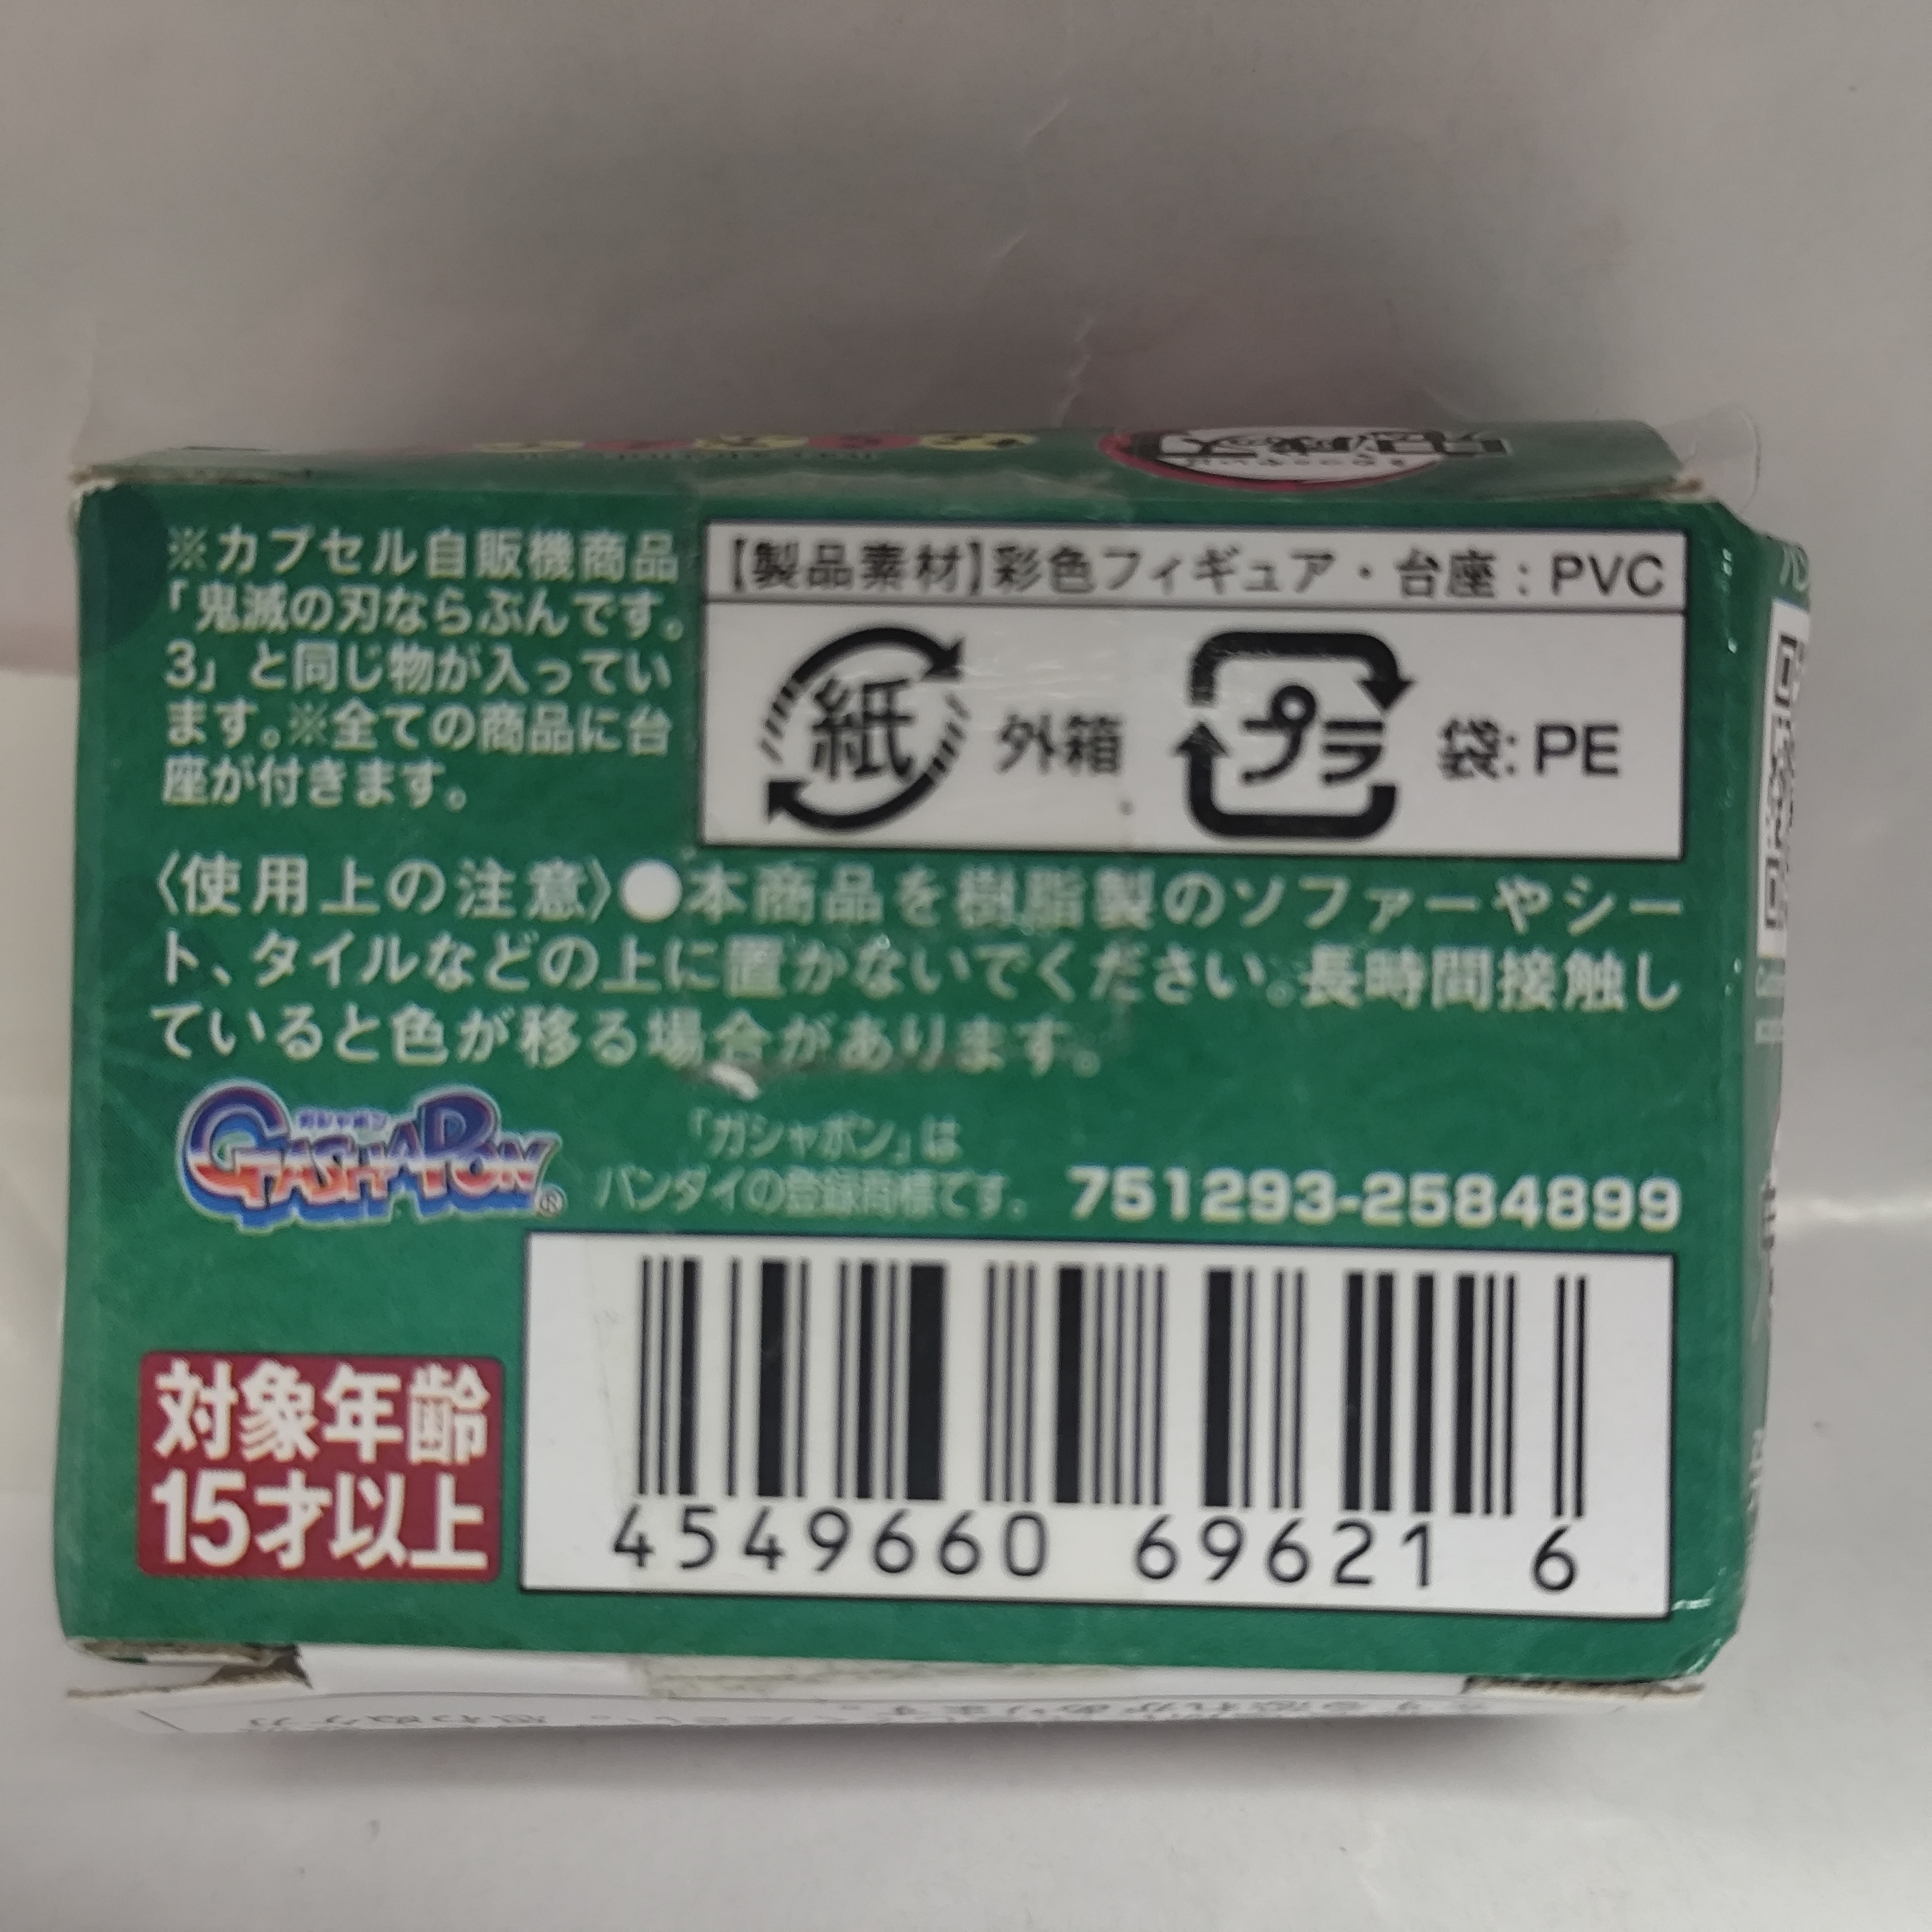 ※カプセル自販機商品
「鬼滅の刃ならぶんです。
3」と同じ物が入ってい
ます。※全ての商品に台
座が付きます。
【製品素材】彩色フィギュア・台座：PVC
紙 外箱 プラ 袋：PE
〈使用上の注意〉●本商品を樹脂製のソファーやシー
ト、タイルなどの上に置かないでください。長時間接触し
ていると色が移る場合があります。
ガシャポン
GASHAPON®
「ガシャポン」は
バンダイの登録商標です。
751293-2584899
対象年齢
15才以上
4549660 69621 6